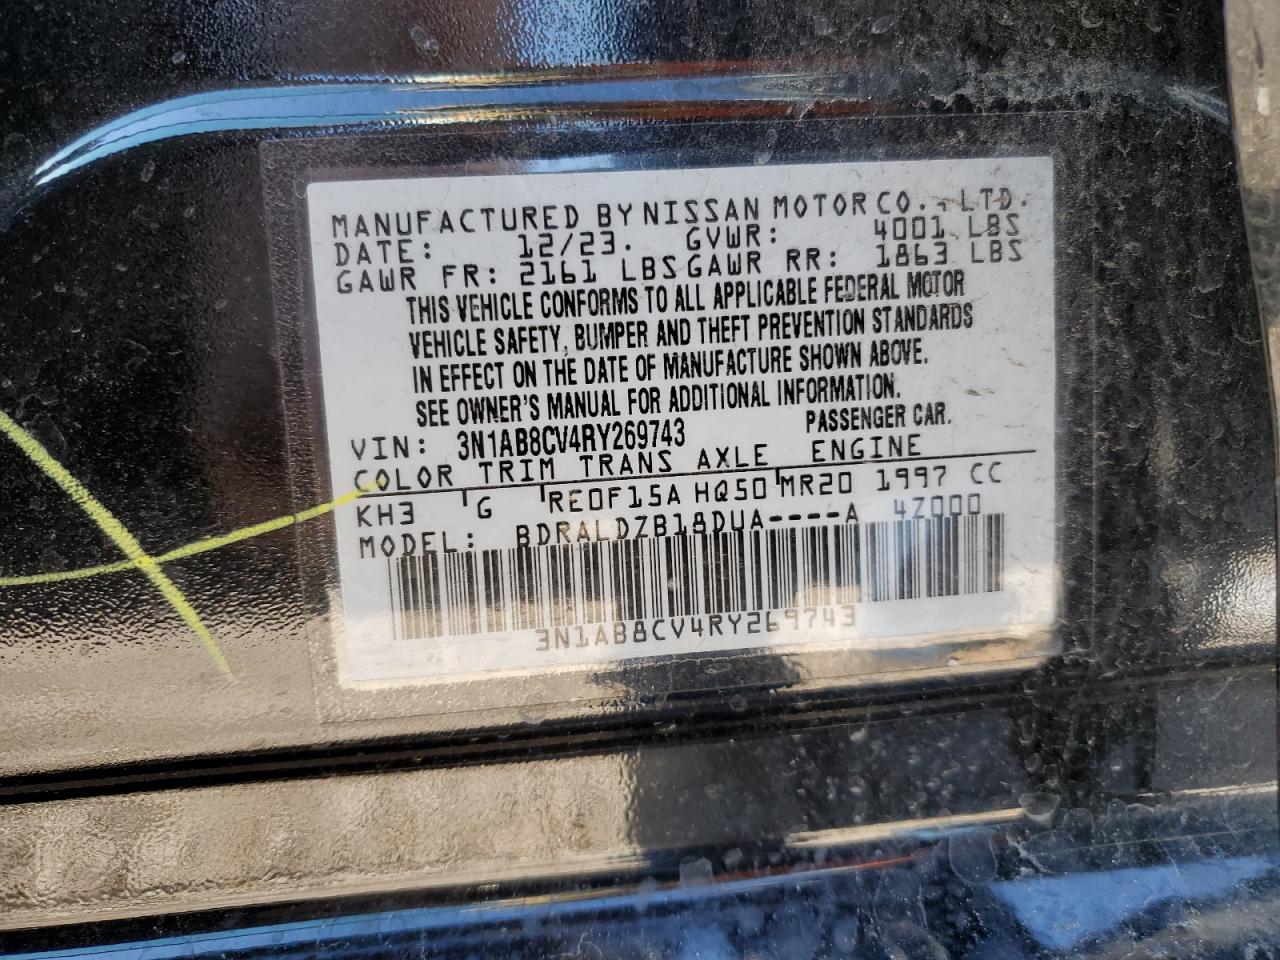 MANUFACTURED BY NISSAN MOTOR CO., LTD.
DATE: 12/23. GVWR: 4001 LBS
GAWR FR: 2161 LBS GAWR RR: 1863 LBS
THIS VEHICLE CONFORMS TO ALL APPLICABLE FEDERAL MOTOR
VEHICLE SAFETY, BUMPER AND THEFT PREVENTION STANDARDS
IN EFFECT ON THE DATE OF MANUFACTURE SHOWN ABOVE.
SEE OWNER'S MANUAL FOR ADDITIONAL INFORMATION.
VIN: 3N1AB8CV4RY269743 PASSENGER CAR.
COLOR TRIM TRANS AXLE ENGINE
KH3 G RE0F15A HQ50 MR20 1997 CC
MODEL: BDRALDZB18DUA----A 4Z000
3N1AB8CV4RY269743